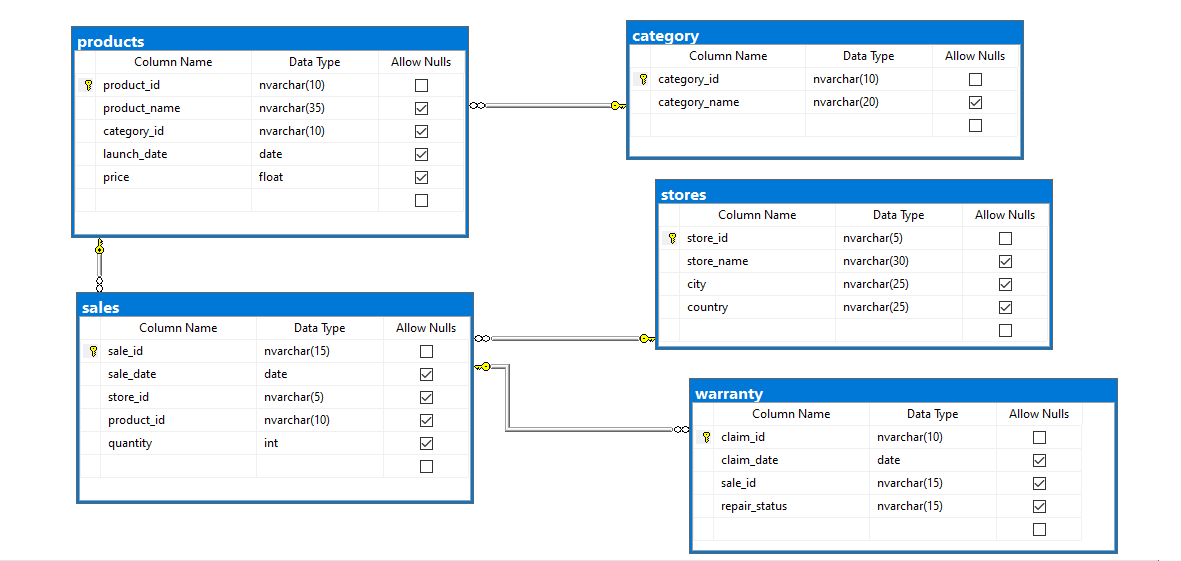 products
Column Name Data Type Allow Nulls
product_id nvarchar(10)
product_name nvarchar(35)
category_id nvarchar(10)
launch_date date
price float
category
Column Name Data Type Allow Nulls
category_id nvarchar(10)
category_name nvarchar(20)
stores
Column Name Data Type Allow Nulls
store_id nvarchar(5)
store_name nvarchar(30)
city nvarchar(25)
country nvarchar(25)
sales
Column Name Data Type Allow Nulls
sale_id nvarchar(15)
sale_date date
store_id nvarchar(5)
product_id nvarchar(10)
quantity int
warranty
Column Name Data Type Allow Nulls
claim_id nvarchar(10)
claim_date date
sale_id nvarchar(15)
repair_status nvarchar(15)